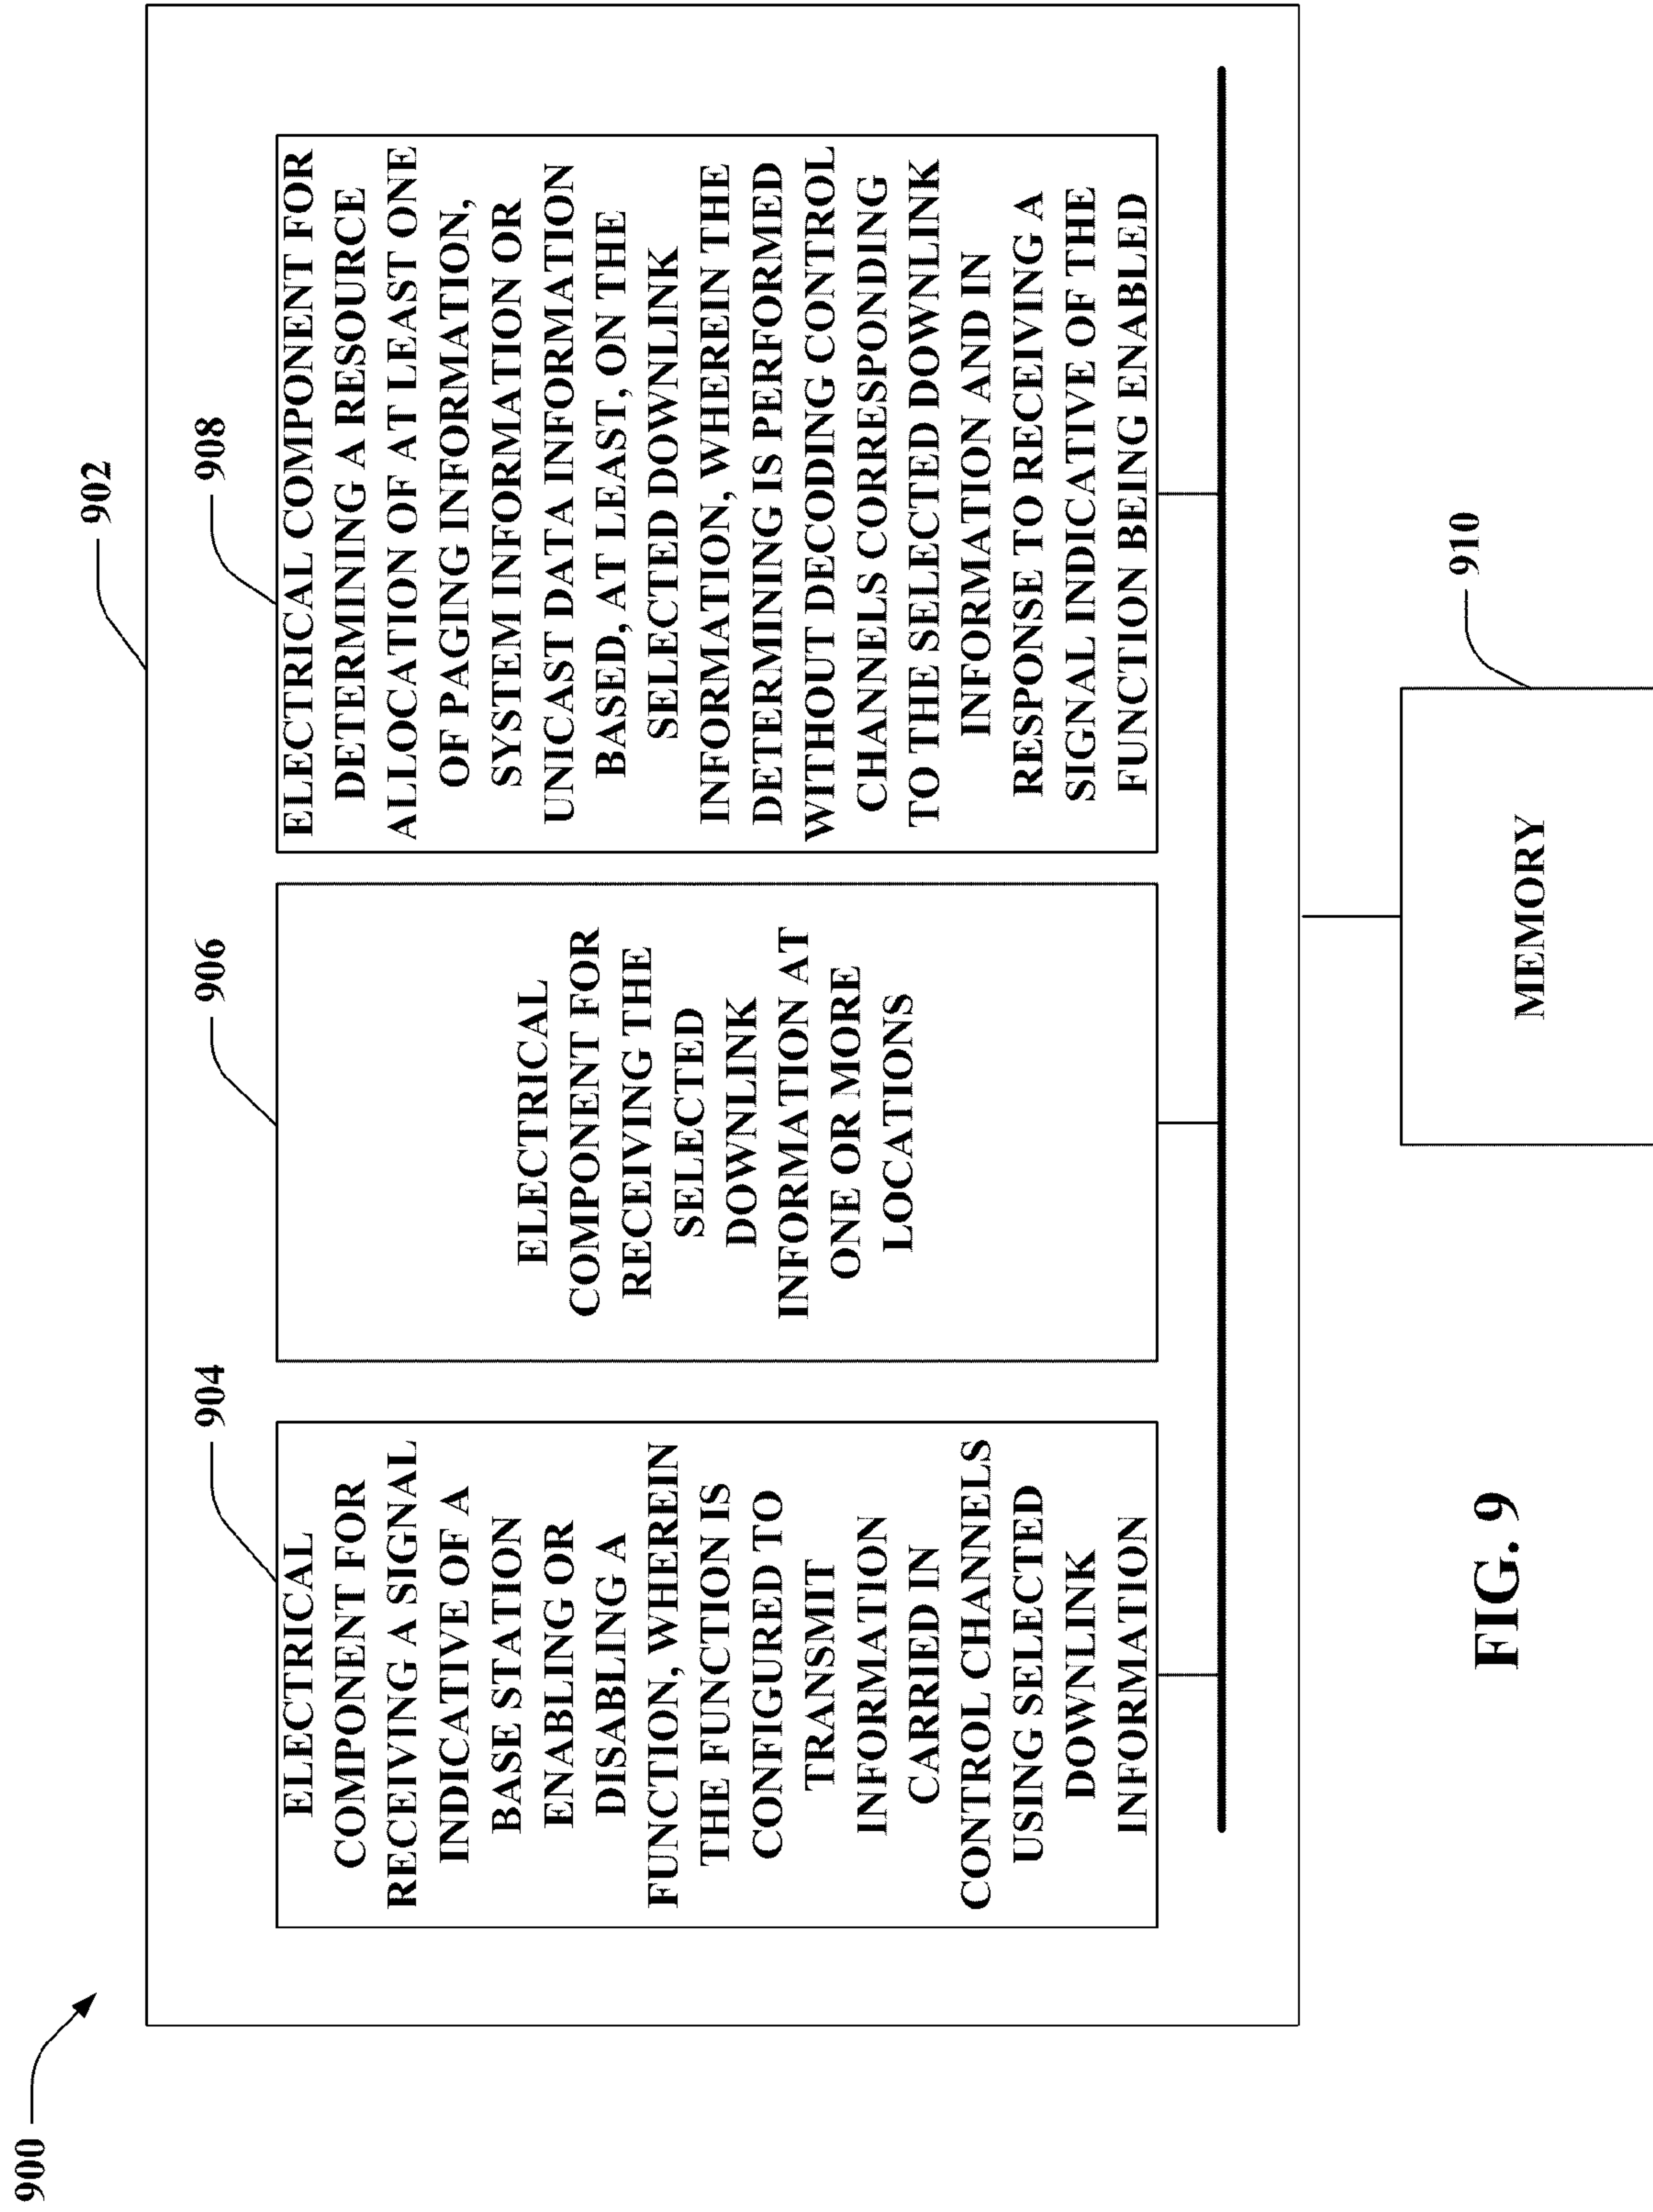 900
902
904
ELECTRICAL
COMPONENT FOR
RECEIVING A SIGNAL
INDICATIVE OF A
BASE STATION
ENABLING OR
DISABLING A
FUNCTION, WHEREIN
THE FUNCTION IS
CONFIGURED TO
TRANSMIT
INFORMATION
CARRIED IN
CONTROL CHANNELS
USING SELECTED
DOWNLINK
INFORMATION
906
ELECTRICAL
COMPONENT FOR
RECEIVING THE
SELECTED
DOWNLINK
INFORMATION AT
ONE OR MORE
LOCATIONS
908
ELECTRICAL COMPONENT FOR
DETERMINING A RESOURCE
ALLOCATION OF AT LEAST ONE
OF PAGING INFORMATION,
SYSTEM INFORMATION OR
UNICAST DATA INFORMATION
BASED, AT LEAST, ON THE
SELECTED DOWNLINK
INFORMATION, WHEREIN THE
DETERMINING IS PERFORMED
WITHOUT DECODING CONTROL
CHANNELS CORRESPONDING
TO THE SELECTED DOWNLINK
INFORMATION AND IN
RESPONSE TO RECEIVING A
SIGNAL INDICATIVE OF THE
FUNCTION BEING ENABLED
910
MEMORY
FIG. 9